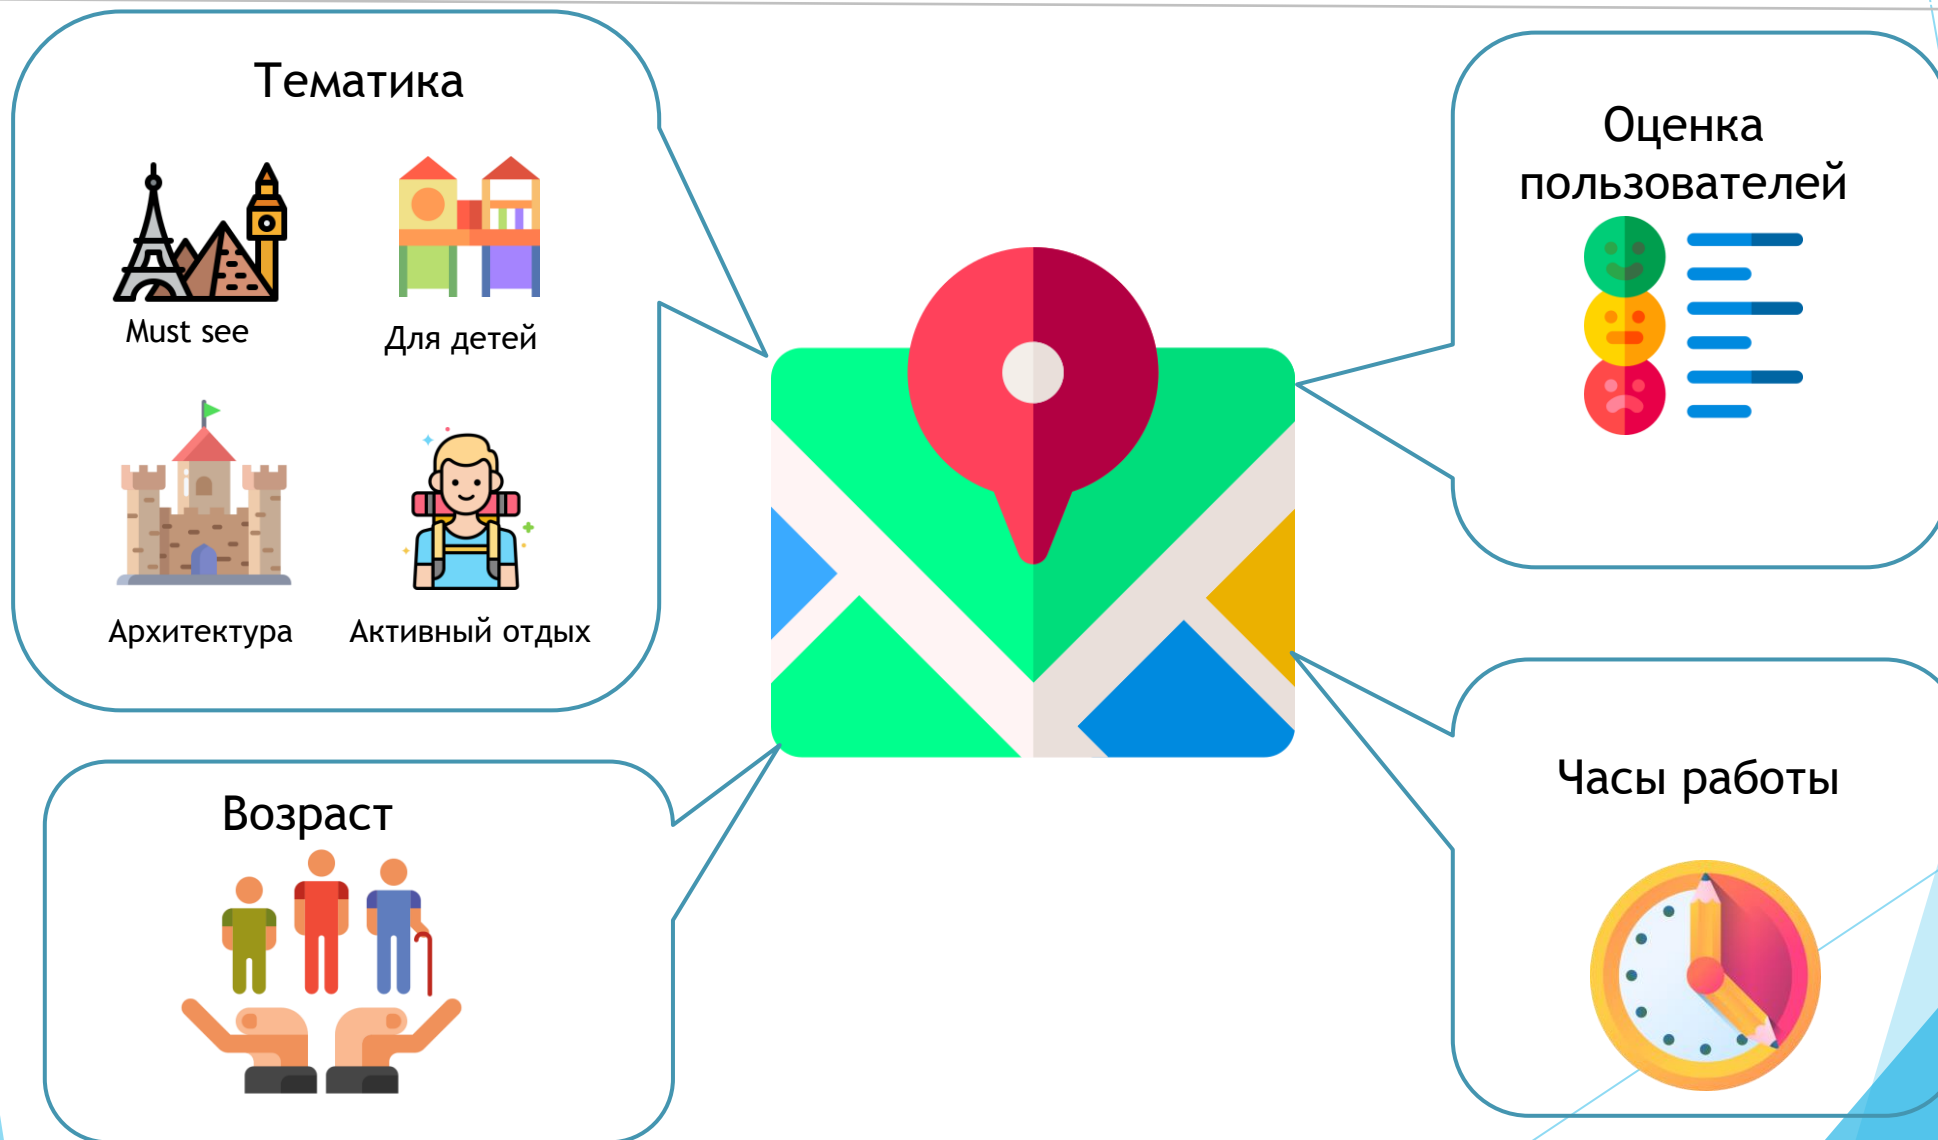 Тематика
Must see
Для детей
Архитектура
Активный отдых
Возраст
Оценка
пользователей
Часы работы